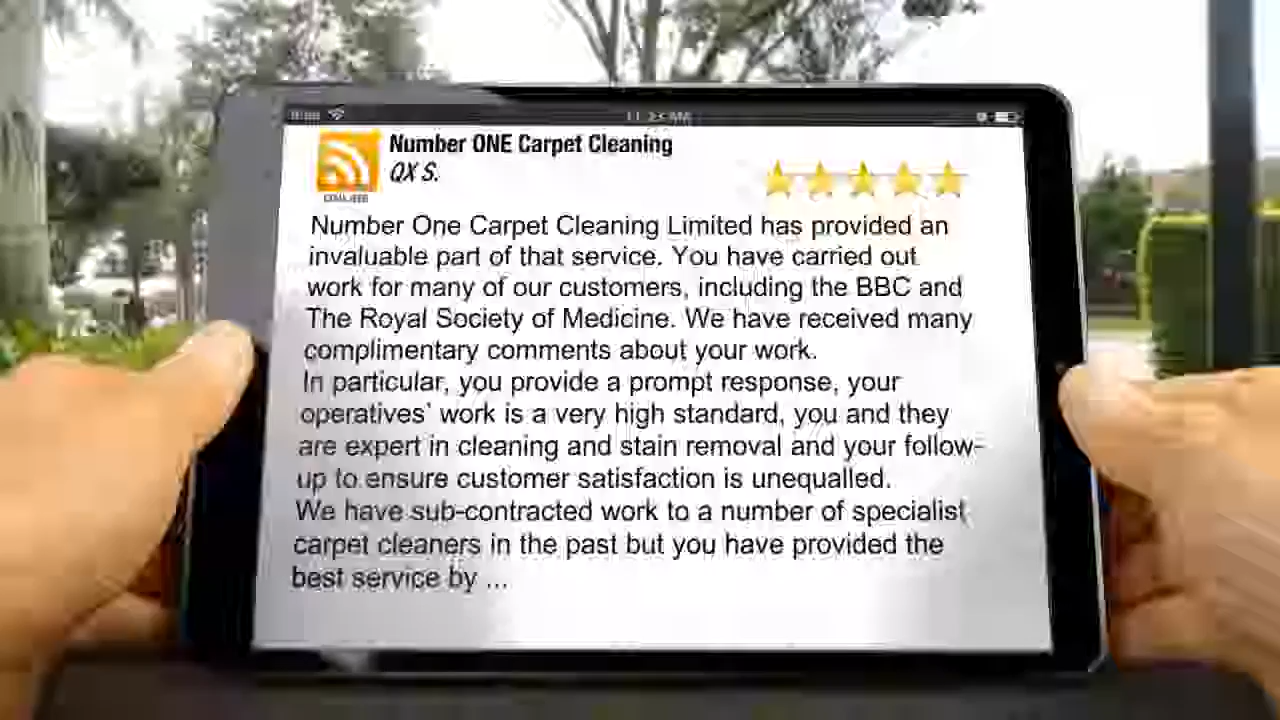 Number ONE Carpet Cleaning
QX S.
Number One Carpet Cleaning Limited has provided an
invaluable part of that service. You have carried out
work for many of our customers, including the BBC and
The Royal Society of Medicine. We have received many
complimentary comments about your work.
In particular, you provide a prompt response, your
operatives` work is a very high standard, you and they
are expert in cleaning and stain removal and your follow-
up to ensure customer satisfaction is unequalled.
We have sub-contracted work to a number of specialist
carpet cleaners in the past but you have provided the
best service by ...